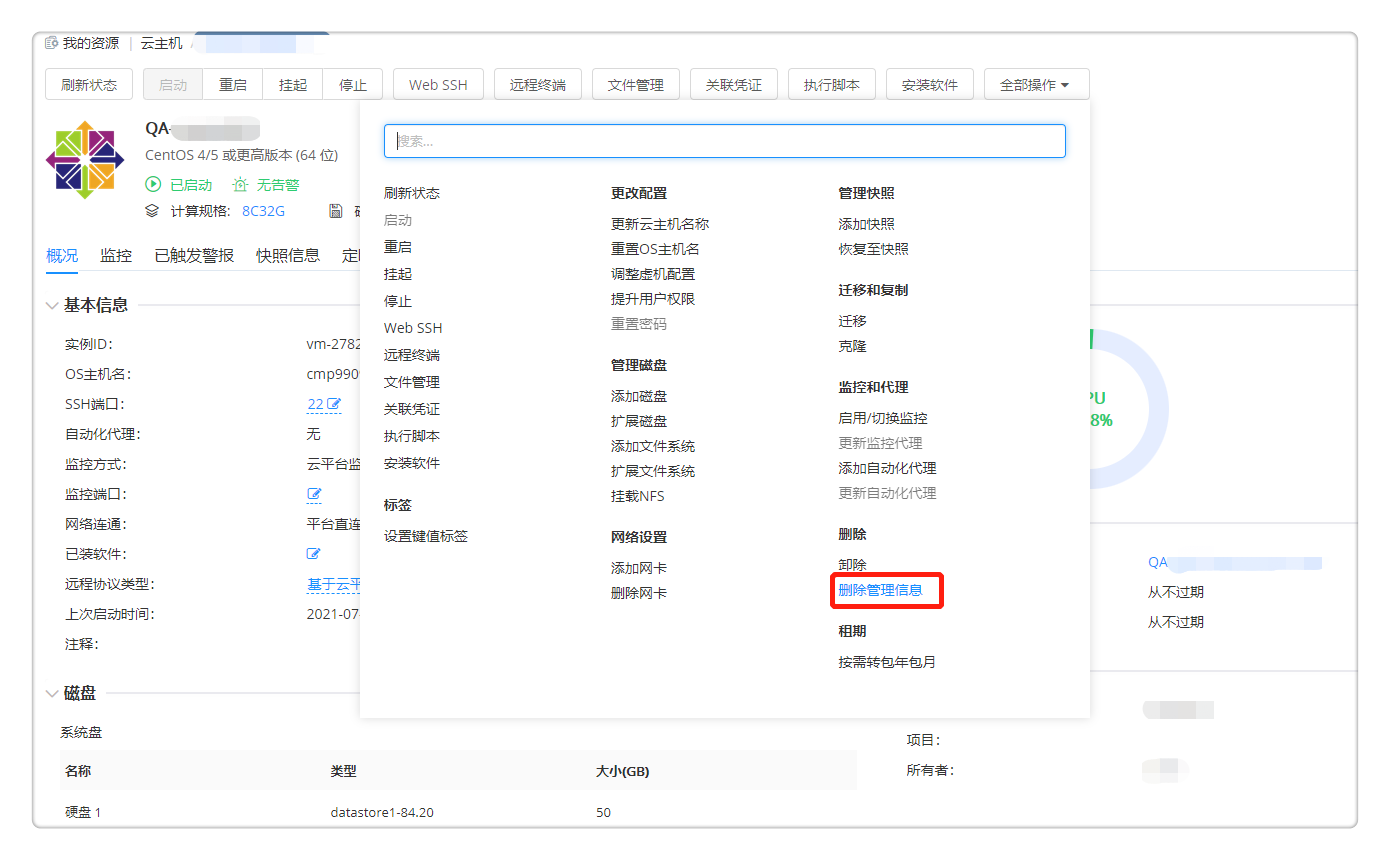 我的资源 | 云主机 /
刷新状态 启动 重启 挂起 停止 Web SSH 远程终端 文件管理 关联凭证 执行脚本 安装软件 全部操作
QA-
CentOS 4/5 或更高版本 (64 位)
已启动 无告警
计算规格: 8C32G
概况 监控 已触发警报 快照信息
基本信息
实例ID: vm-2782
OS主机名: cmp990
SSH端口: 22
自动化代理: 无
监控方式: 云平台监
监控端口:
网络连通: 平台直连
已装软件:
远程协议类型: 基于云平
上次启动时间: 2021-07-
注释:
磁盘
系统盘
名称 类型 大小(GB)
硬盘 1 datastore1-84.20 50
搜索...
刷新状态
启动
重启
挂起
停止
Web SSH
远程终端
文件管理
关联凭证
执行脚本
安装软件
标签
设置键值标签
更改配置
更新云主机名称
重置OS主机名
调整虚机配置
提升用户权限
重置密码
管理磁盘
添加磁盘
扩展磁盘
添加文件系统
扩展文件系统
挂载NFS
网络设置
添加网卡
删除网卡
管理快照
添加快照
恢复至快照
迁移和复制
迁移
克隆
监控和代理
启用/切换监控
更新监控代理
添加自动化代理
更新自动化代理
删除
卸除
删除管理信息
租期
按需转包年包月
PU
8%
QA
从不过期
从不过期
项目:
所有者: